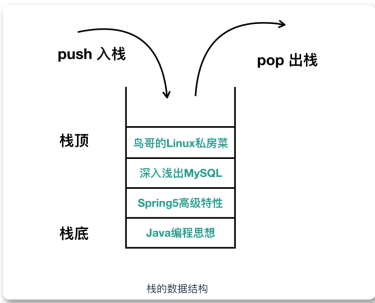 push 入栈
pop 出栈
栈顶
鸟哥的Linux私房菜
深入浅出MySQL
Spring5高级特性
栈底
Java编程思想
栈的数据结构